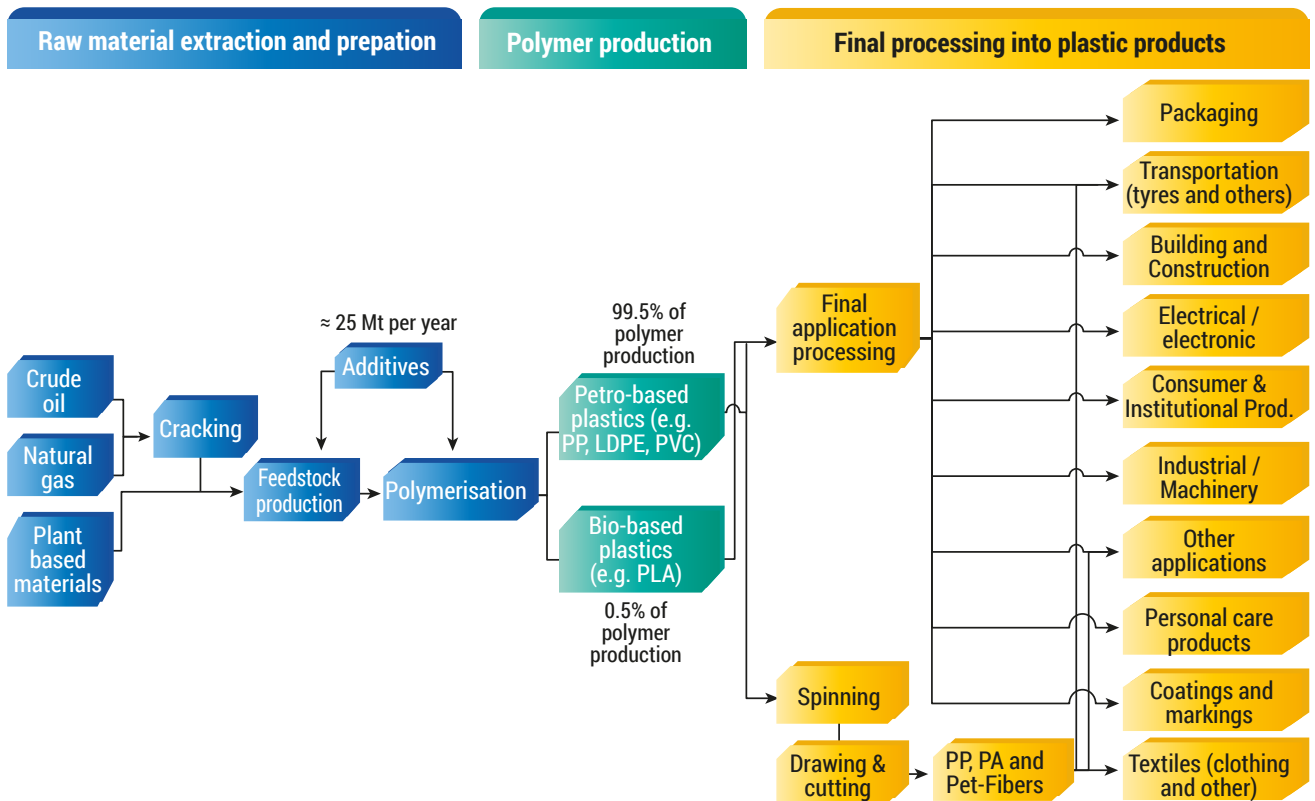 Raw material extraction and prepation
Polymer production
Final processing into plastic products
Crude
oil
Natural
gas
Plant
based
materials
Cracking
≈ 25 Mt per year
Additives
Feedstock
production
Polymerisation
99.5% of
polymer
production
Petro-based
plastics (e.g.
PP, LDPE, PVC)
Bio-based
plastics
(e.g. PLA)
0.5% of
polymer
production
Final
application
processing
Spinning
Drawing &
cutting
PP, PA and
Pet-Fibers
Packaging
Transportation
(tyres and others)
Building and
Construction
Electrical /
electronic
Consumer &
Institutional Prod.
Industrial /
Machinery
Other
applications
Personal care
products
Coatings and
markings
Textiles (clothing
and other)